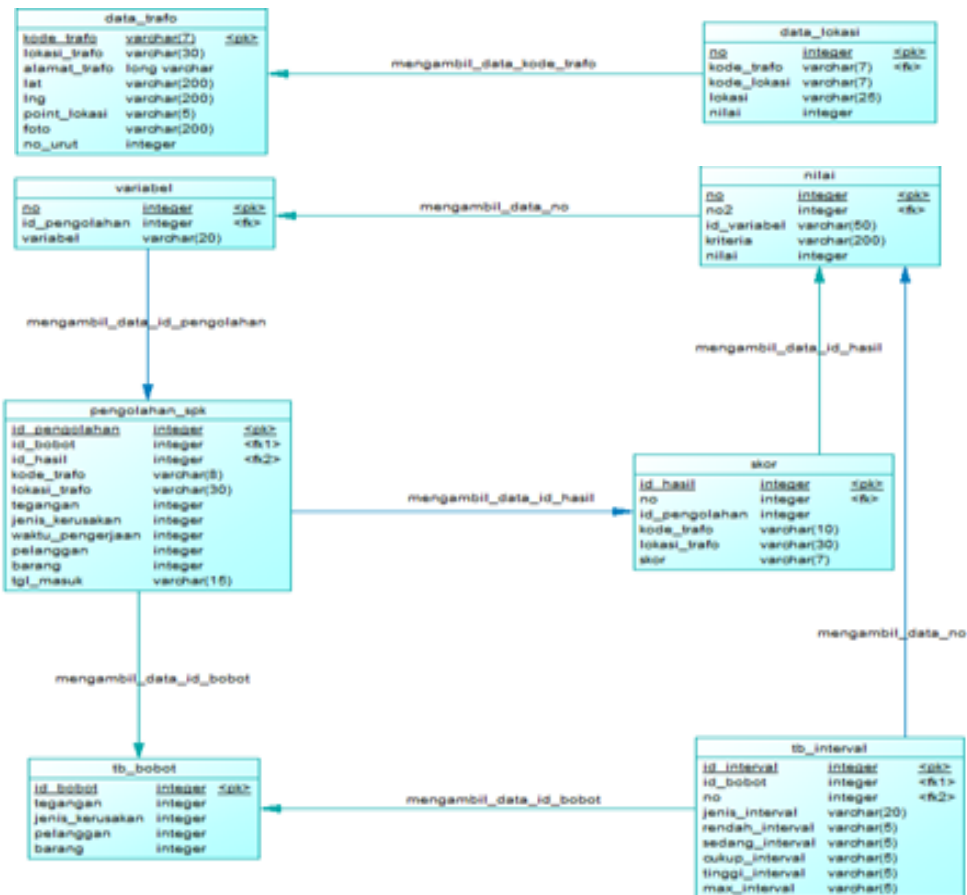 data_trafo
kode_trafo varchar(7) <pk>
lokasi_trafo varchar(30)
alamat_trafo long varchar
lat varchar(200)
lng varchar(200)
point_lokasi varchar(5)
foto varchar(200)
no_urut integer
mengambil_data_kode_trafo
data_lokasi
no integer <pk>
kode_trafo varchar(7) <fk>
kode_lokasi varchar(7)
lokasi varchar(25)
nilai integer
variabel
no integer <pk>
id_pengolahan integer <fk>
variabel varchar(20)
mengambil_data_no
nilai
no integer <pk>
no2 integer <fk>
id_variabel varchar(50)
kriteria varchar(200)
nilai integer
mengambil_data_id_pengolahan
mengambil_data_id_hasil
pengolahan_spk
id_pengolahan integer <pk>
id_bobot integer <fk1>
id_hasil integer <fk2>
kode_trafo varchar(8)
lokasi_trafo varchar(30)
tegangan integer
jenis_kerusakan integer
waktu_pengerjaan integer
pelanggan integer
barang integer
tgl_masuk varchar(15)
mengambil_data_id_hasil
skor
id_hasil integer <pk>
no integer <fk>
id_pengolahan integer
kode_trafo varchar(10)
lokasi_trafo varchar(30)
skor varchar(7)
mengambil_data_no
mengambil_data_id_bobot
tb_bobot
id_bobot integer <pk>
tegangan integer
jenis_kerusakan integer
pelanggan integer
barang integer
mengambil_data_id_bobot
tb_interval
id_interval integer <pk>
id_bobot integer <fk1>
no integer <fk2>
jenis_interval varchar(20)
rendah_interval varchar(5)
sedang_interval varchar(5)
cukup_interval varchar(5)
tinggi_interval varchar(5)
max_interval varchar(5)